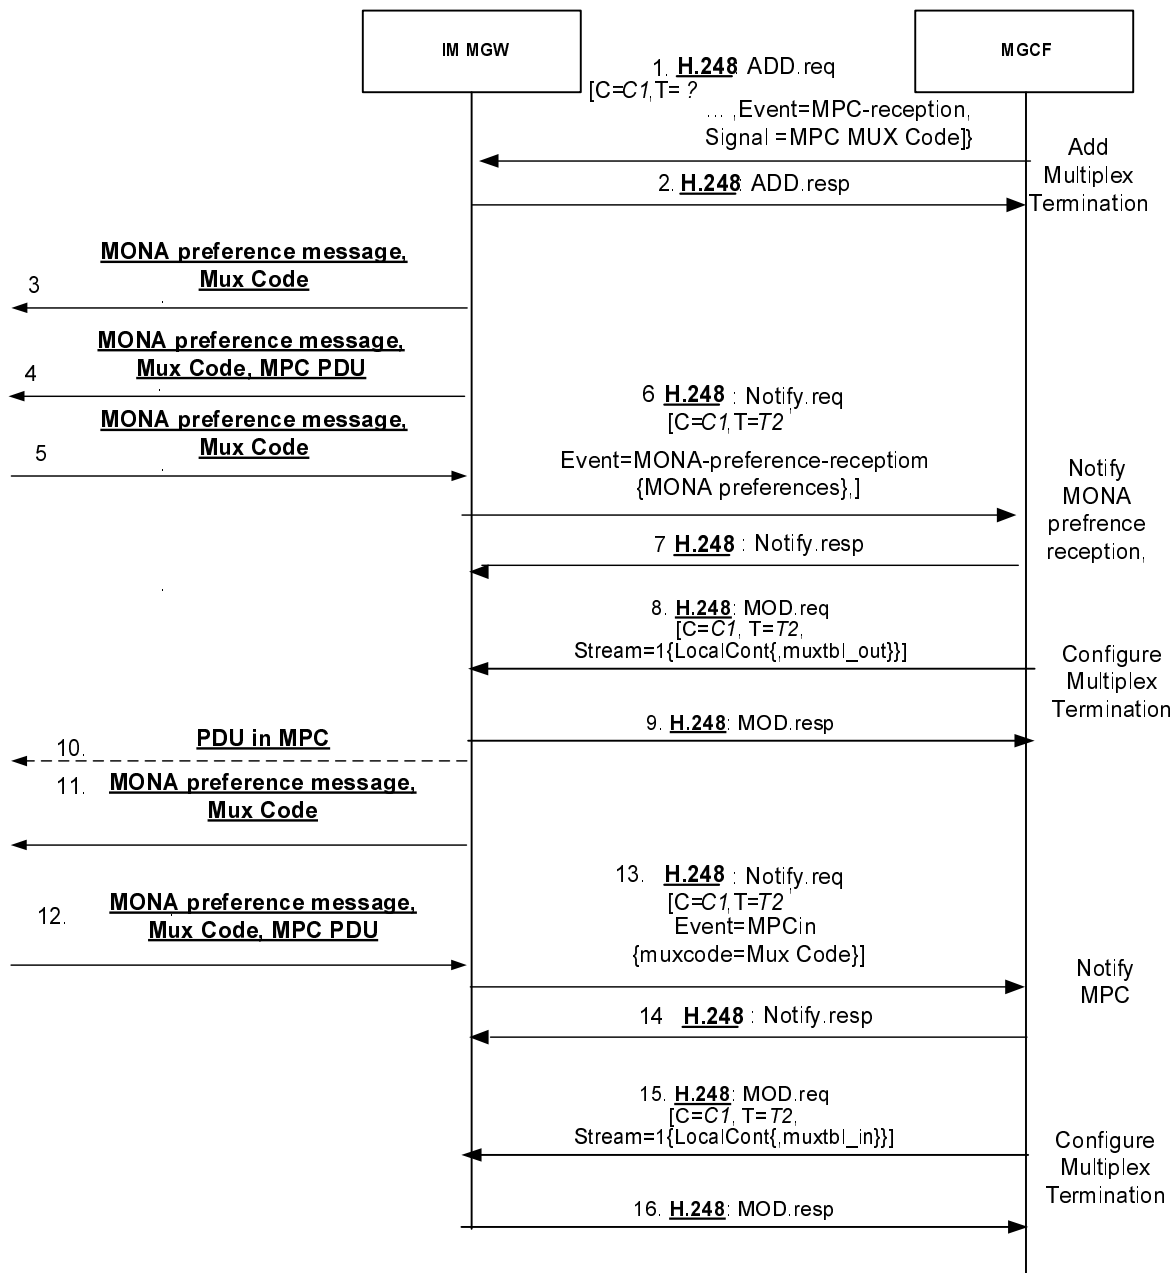 IM MGW
MGCF
1. H.248: ADD.req
[C=C1,T= ?
... ,Event=MPC-reception,
Signal =MPC MUX Code]}
Add
Multiplex
Termination
2. H.248: ADD.resp
MONA preference message,
Mux Code
3
MONA preference message,
Mux Code, MPC PDU
4
MONA preference message,
Mux Code
5
6 H.248 : Notify.req
[C=C1,T=T2,
Event=MONA-preference-receptiom
{MONA preferences},]
Notify
MONA
prefrence
reception,
7 H.248 : Notify.resp
8. H.248: MOD.req
[C=C1, T=T2,
Stream=1{LocalCont{,muxtbl_out}}]
Configure
Multiplex
Termination
9. H.248: MOD.resp
10. PDU in MPC
11. MONA preference message,
Mux Code
12. MONA preference message,
Mux Code, MPC PDU
13. H.248 : Notify.req
[C=C1,T=T2
Event=MPCin
{muxcode=Mux Code}]
Notify
MPC
14 H.248 : Notify.resp
15. H.248: MOD.req
[C=C1, T=T2,
Stream=1{LocalCont{,muxtbl_in}}]
Configure
Multiplex
Termination
16. H.248: MOD.resp